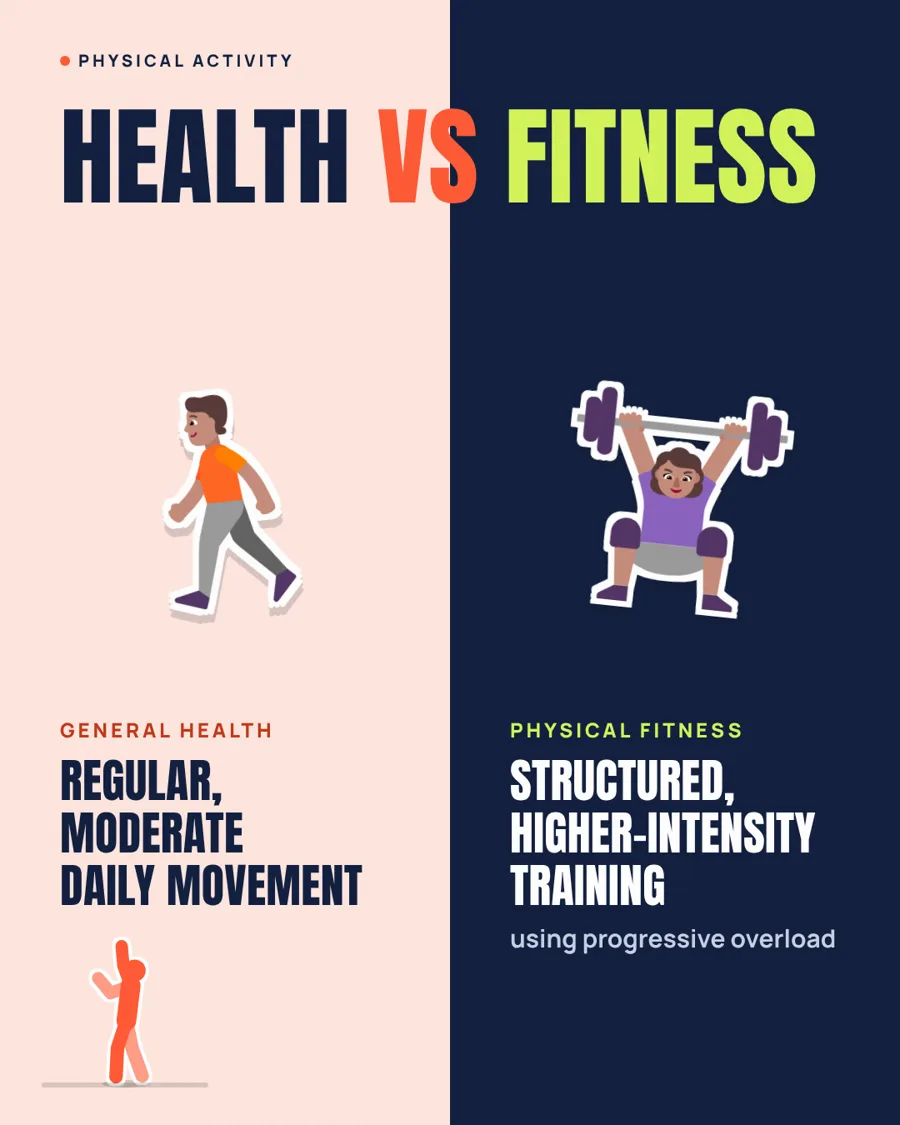 PHYSICAL ACTIVITY
HEALTH VS FITNESS
GENERAL HEALTH
REGULAR,
MODERATE
DAILY MOVEMENT
PHYSICAL FITNESS
STRUCTURED,
HIGHER-INTENSITY
TRAINING
using progressive overload